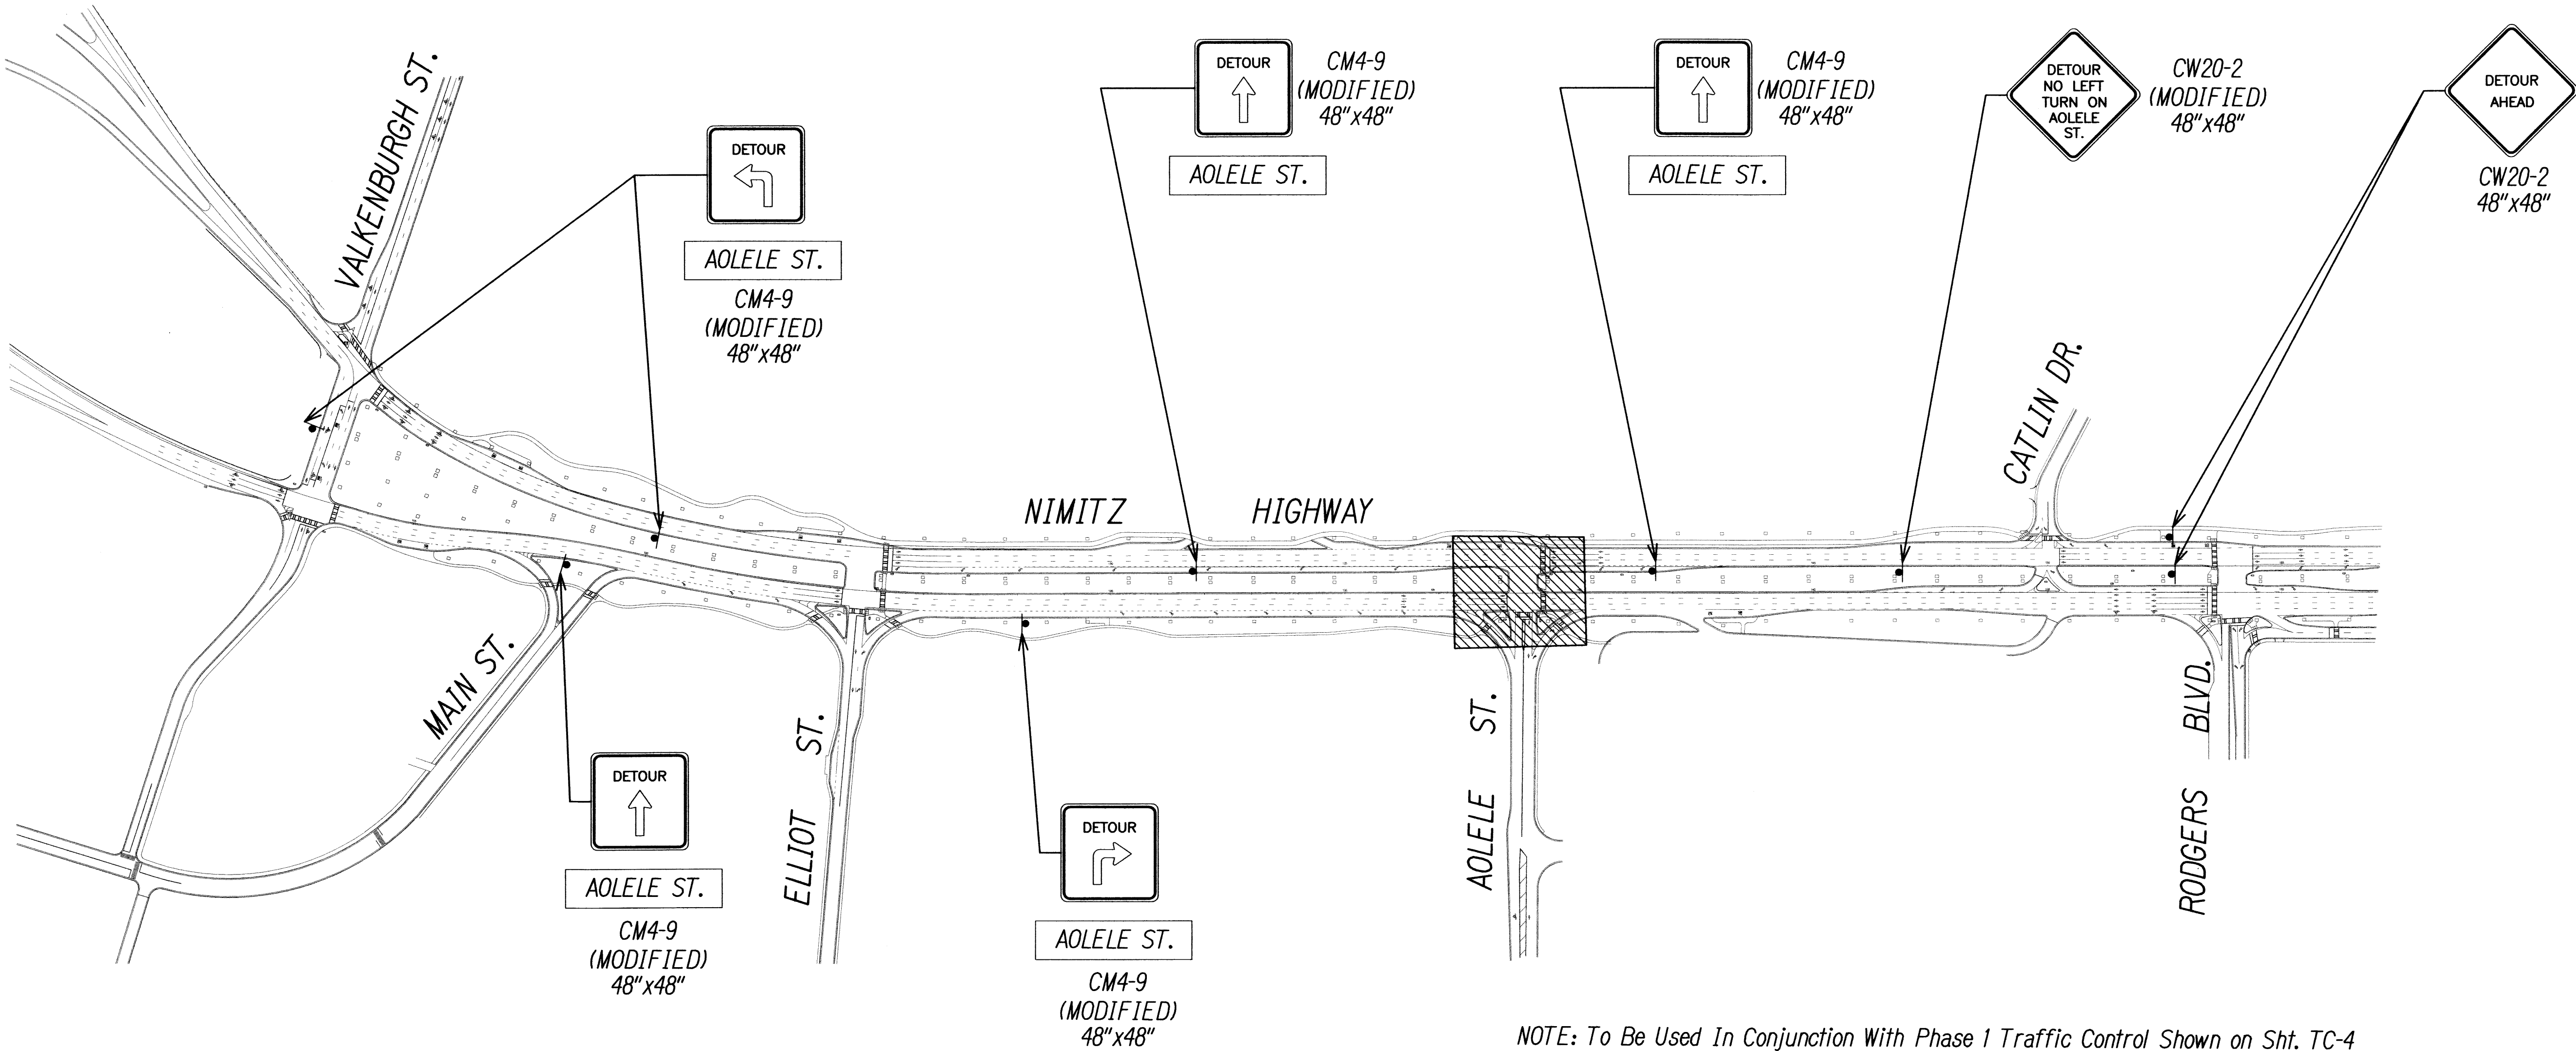 VALKENBURGH ST.
DETOUR
AOLELE ST.
CM4-9
(MODIFIED)
48"x48"
DETOUR
CM4-9
(MODIFIED)
48"x48"
AOLELE ST.
DETOUR
CM4-9
(MODIFIED)
48"x48"
AOLELE ST.
DETOUR
NO LEFT
TURN ON
AOLELE
ST.
CW20-2
(MODIFIED)
48"x48"
DETOUR
AHEAD
CW20-2
48"x48"
CATLIN DR.
NIMITZ HIGHWAY
MAIN ST.
ELLIOT ST.
AOLELE ST.
RODGERS BLVD.
DETOUR
AOLELE ST.
CM4-9
(MODIFIED)
48"x48"
DETOUR
AOLELE ST.
CM4-9
(MODIFIED)
48"x48"
NOTE: To Be Used In Conjunction With Phase 1 Traffic Control Shown on Sht. TC-4